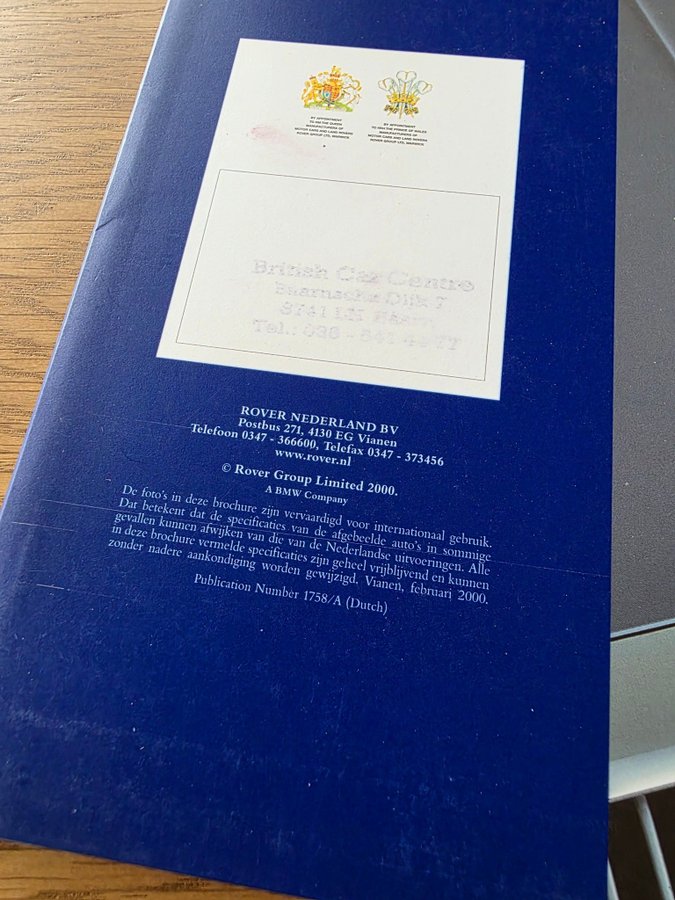 BY APPOINTMENT
TO HM THE QUEEN
MANUFACTURERS OF
MOTOR CARS AND LAND ROVERS
ROVER GROUP LTD, WARWICK
BY APPOINTMENT
TO HRH THE PRINCE OF WALES
MANUFACTURERS OF
MOTOR CARS AND LAND ROVERS
ROVER GROUP LTD, WARWICK
British Car Centre
Baarnsche Dijk 7
3741
Tel.:
ROVER NEDERLAND BV
Postbus 271, 4130 EG Vianen
Telefoon 0347 - 366600, Telefax 0347 - 373456
www.rover.nl
© Rover Group Limited 2000.
A BMW Company
De foto's in deze brochure zijn vervaardigd voor internationaal gebruik.
Dat betekent dat de specificaties van de afgebeelde auto's in sommige
gevallen kunnen afwijken van die van de Nederlandse uitvoeringen. Alle
in deze brochure vermelde specificaties zijn geheel vrijblijvend en kunnen
zonder nadere aankondiging worden gewijzigd. Vianen, februari 2000.
Publication Number 1758/A (Dutch)